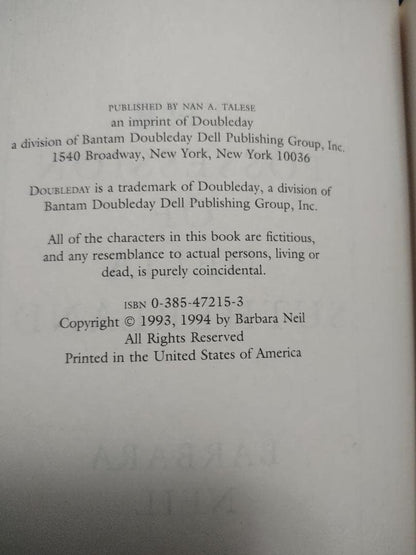 PUBLISHED BY NAN A. TALESE
an imprint of Doubleday
a division of Bantam Doubleday Dell Publishing Group, Inc.
1540 Broadway, New York, New York 10036
DOUBLEDAY is a trademark of Doubleday, a division of
Bantam Doubleday Dell Publishing Group, Inc.
All of the characters in this book are fictitious,
and any resemblance to actual persons, living or
dead, is purely coincidental.
ISBN 0-385-47215-3
Copyright © 1993, 1994 by Barbara Neil
All Rights Reserved
Printed in the United States of America
BARBARA
NEIL